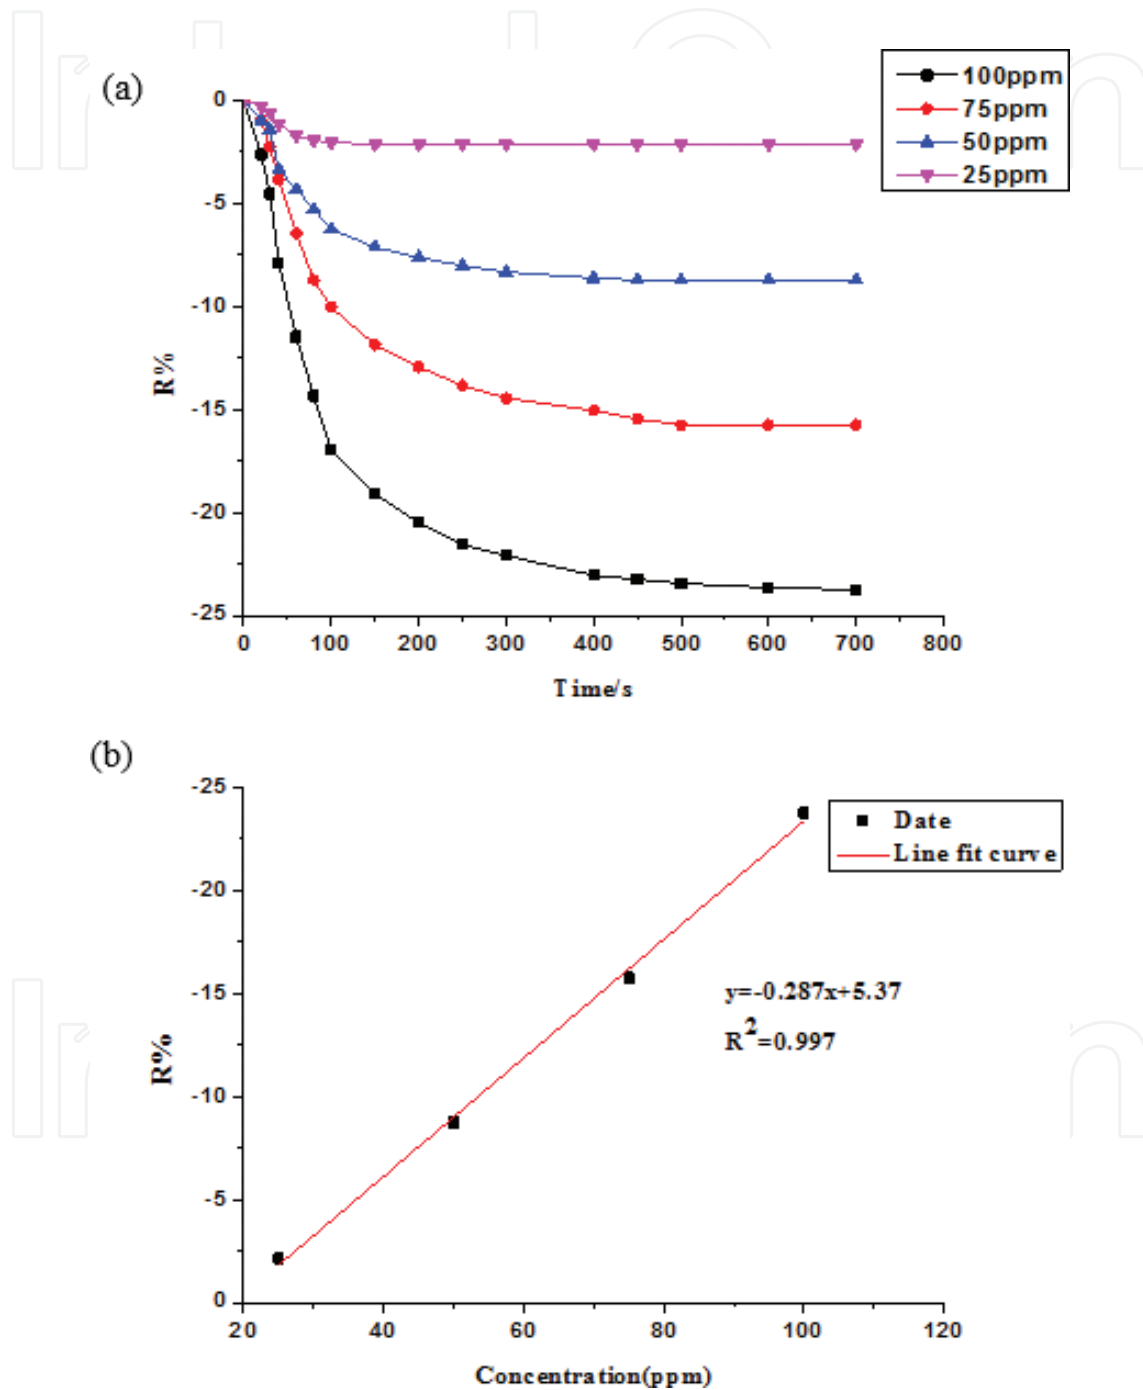 (a)
100ppm
75ppm
50ppm
25ppm
0
-5
-10
-15
-20
-25
R%
0 100 200 300 400 500 600 700 800
Time/s
(b)
-25
-20
-15
-10
-5
0
R%
Date
Line fit curve
y=-0.287x+5.37
R²=0.997
20 40 60 80 100 120
Concentration(ppm)